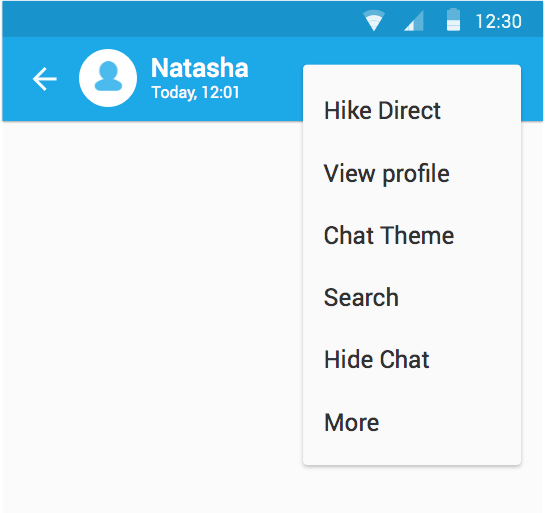 12:30
Natasha
Today, 12:01
Hike Direct
View profile
Chat Theme
Search
Hide Chat
More